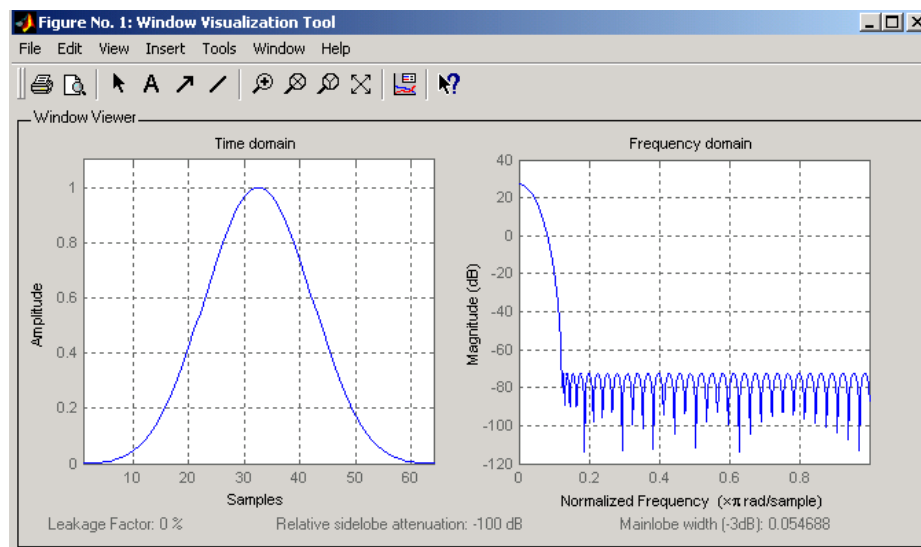 Figure No. 1: Window Visualization Tool
File Edit View Insert Tools Window Help
A
Window Viewer
Time domain
Frequency domain
1
0.8
0.6
0.4
0.2
0
Amplitude
10 20 30 40 50 60
Samples
40
20
0
-20
-40
-60
-80
-100
-120
Magnitude (dB)
0 0.2 0.4 0.6 0.8
Normalized Frequency (×π rad/sample)
Leakage Factor: 0 % Relative sidelobe attenuation: -100 dB Mainlobe width (-3dB): 0.054688